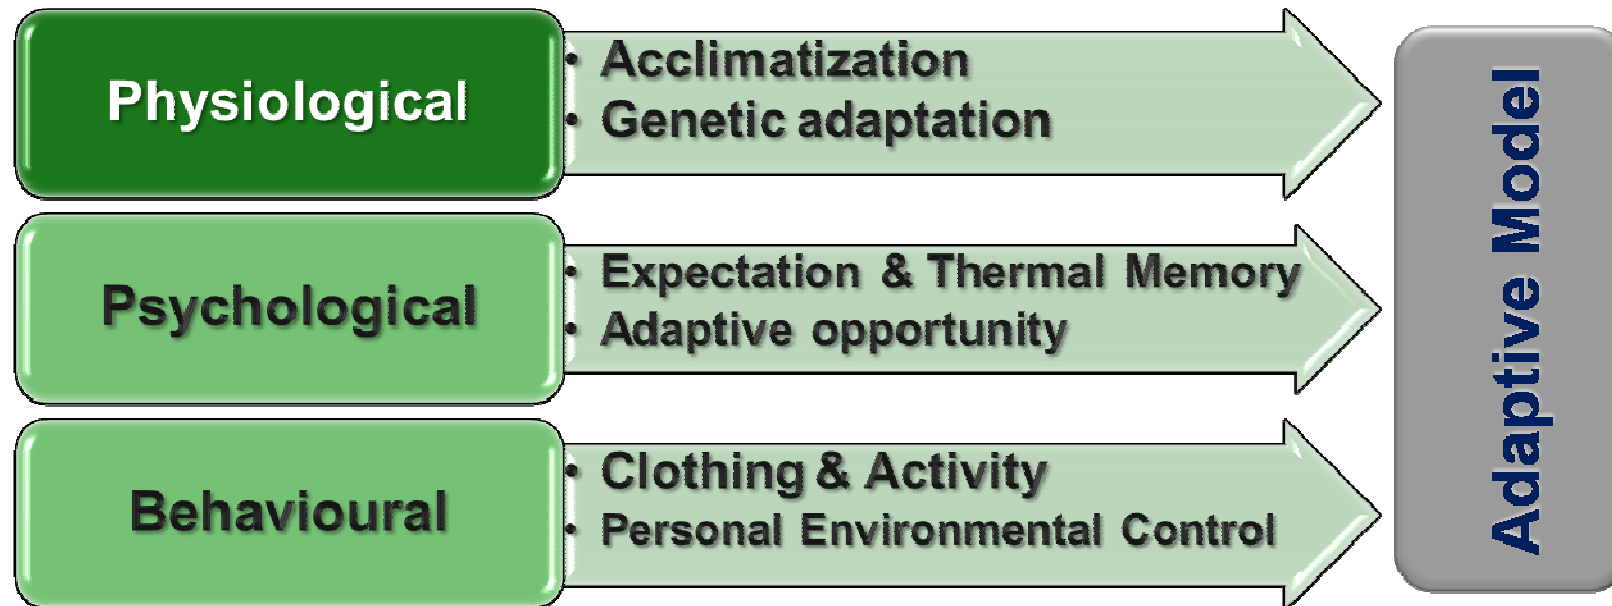 Physiological
• Acclimatization
• Genetic adaptation
Psychological
• Expectation & Thermal Memory
• Adaptive opportunity
Behavioural
• Clothing & Activity
• Personal Environmental Control
Adaptive Model